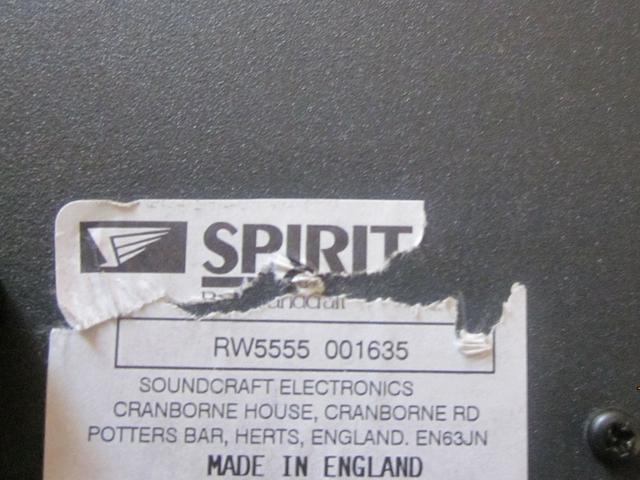 SPIRIT
RW5555 001635
SOUNDCRAFT ELECTRONICS
CRANBORNE HOUSE, CRANBORNE RD
POTTERS BAR, HERTS, ENGLAND. EN63JN
MADE IN ENGLAND